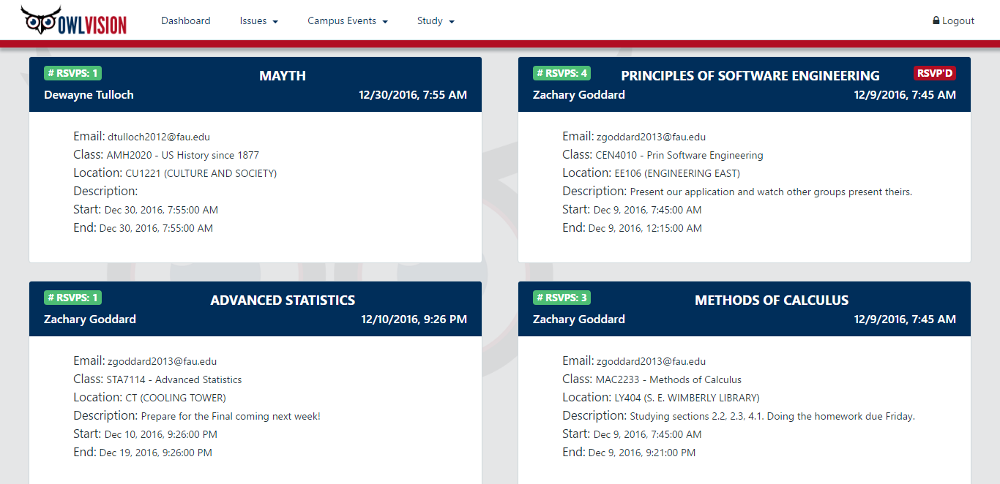 OWLVISION
Dashboard Issues Campus Events Study Logout
# RSVPS: 1 MAYTH
Dewayne Tulloch 12/30/2016, 7:55 AM
Email: dtulloch2012@fau.edu
Class: AMH2020 - US History since 1877
Location: CU1221 (CULTURE AND SOCIETY)
Description:
Start: Dec 30, 2016, 7:55:00 AM
End: Dec 30, 2016, 7:55:00 AM
# RSVPS: 4 PRINCIPLES OF SOFTWARE ENGINEERING RSVP'D
Zachary Goddard 12/9/2016, 7:45 AM
Email: zgoddard2013@fau.edu
Class: CEN4010 - Prin Software Engineering
Location: EE106 (ENGINEERING EAST)
Description: Present our application and watch other groups present theirs.
Start: Dec 9, 2016, 7:45:00 AM
End: Dec 9, 2016, 12:15:00 AM
# RSVPS: 1 ADVANCED STATISTICS
Zachary Goddard 12/10/2016, 9:26 PM
Email: zgoddard2013@fau.edu
Class: STA7114 - Advanced Statistics
Location: CT (COOLING TOWER)
Description: Prepare for the Final coming next week!
Start: Dec 10, 2016, 9:26:00 PM
End: Dec 19, 2016, 9:26:00 PM
# RSVPS: 3 METHODS OF CALCULUS
Zachary Goddard 12/9/2016, 7:45 AM
Email: zgoddard2013@fau.edu
Class: MAC2233 - Methods of Calculus
Location: LY404 (S. E. WIMBERLY LIBRARY)
Description: Studying sections 2.2, 2.3, 4.1. Doing the homework due Friday.
Start: Dec 9, 2016, 7:45:00 AM
End: Dec 9, 2016, 9:21:00 PM